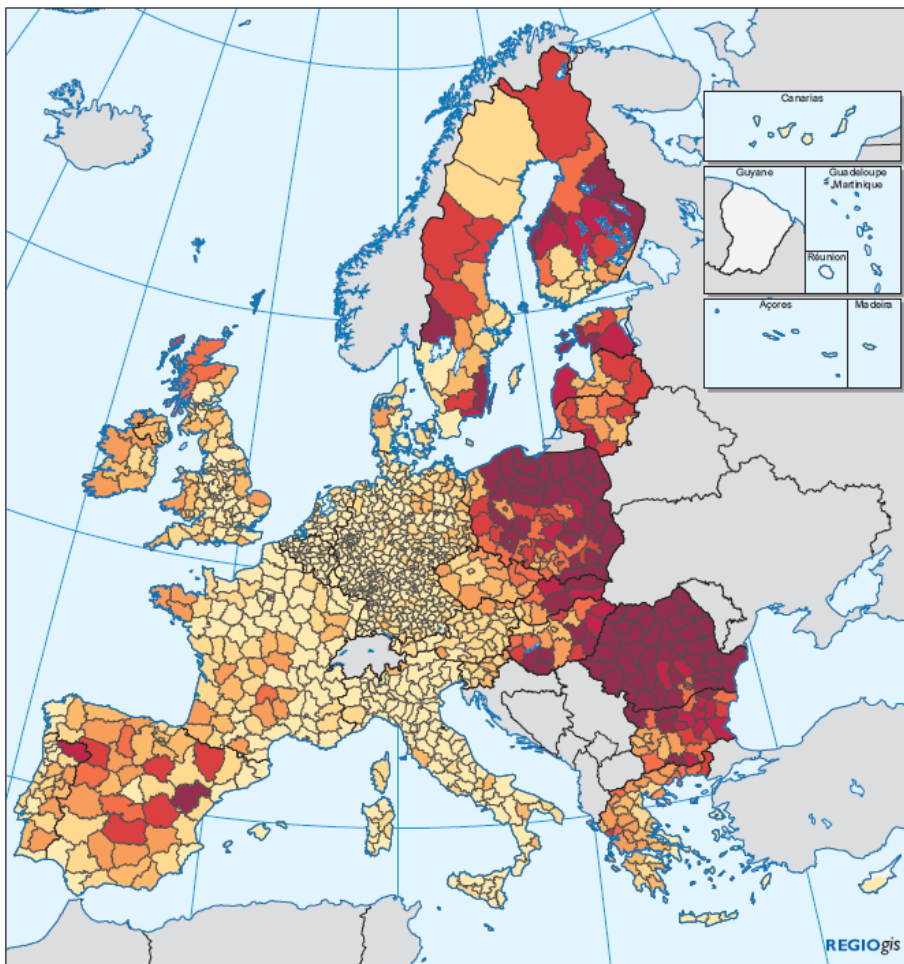 Canarias
Guyane
Guadeloupe
Martinique
Réunion
Açores
Madeira
REGIOgis